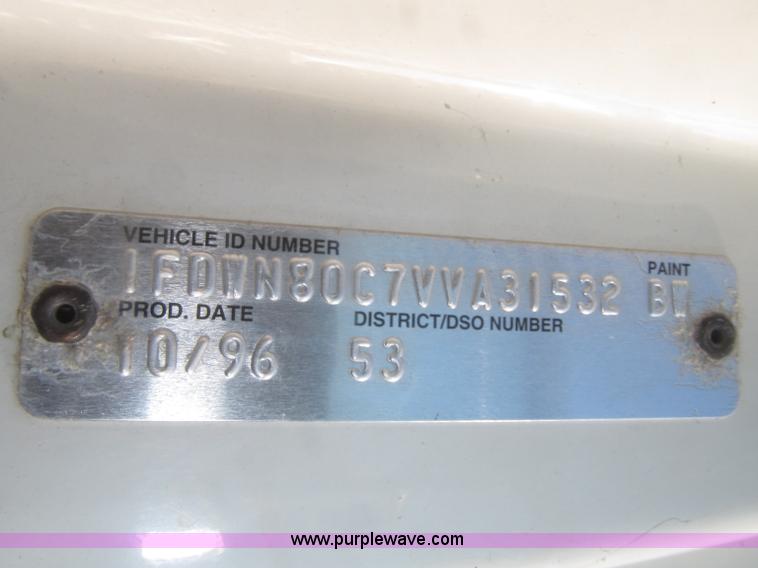 VEHICLE ID NUMBER
1FDWN80C7VVA31532 BW
PAINT
PROD. DATE DISTRICT/DSO NUMBER
10/96 53
www.purplewave.com